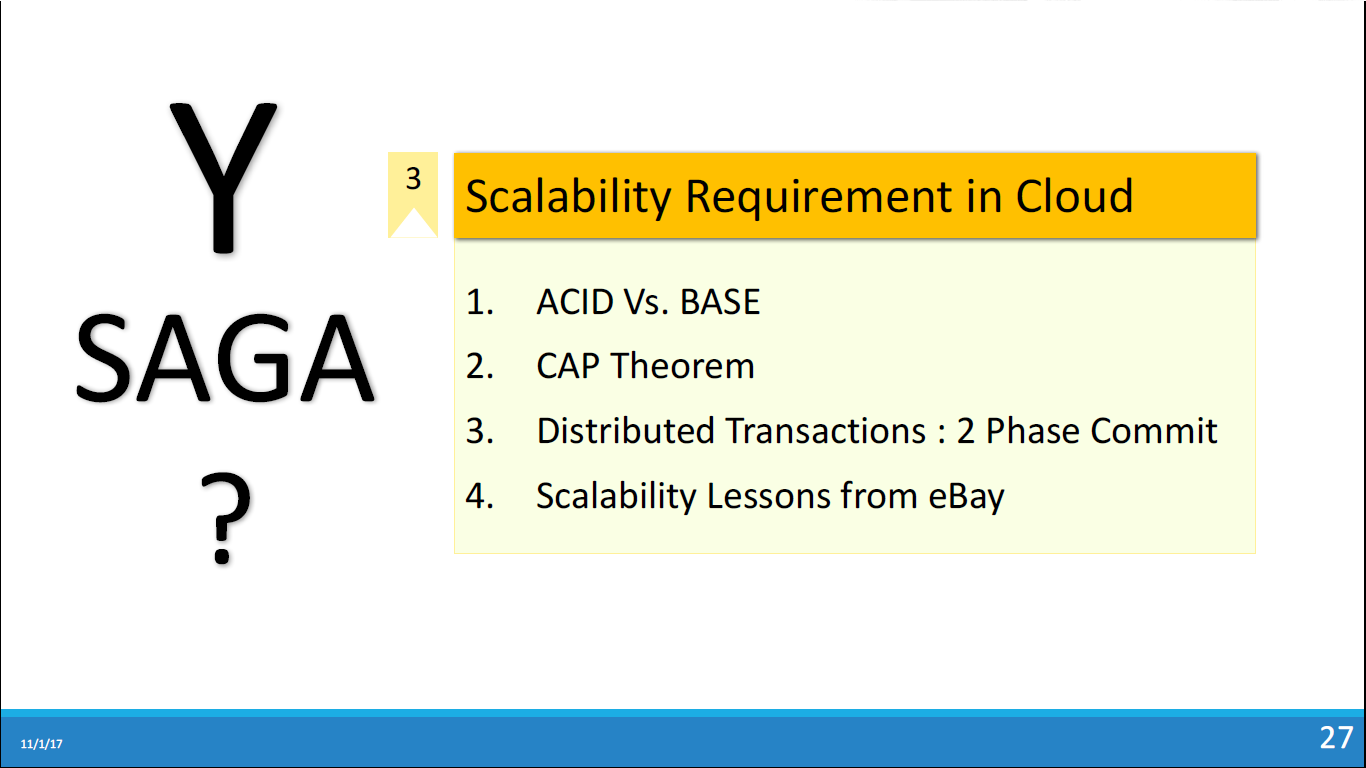 Y
SAGA
?
3
Scalability Requirement in Cloud
1. ACID Vs. BASE
2. CAP Theorem
3. Distributed Transactions : 2 Phase Commit
4. Scalability Lessons from eBay
11/1/17
27